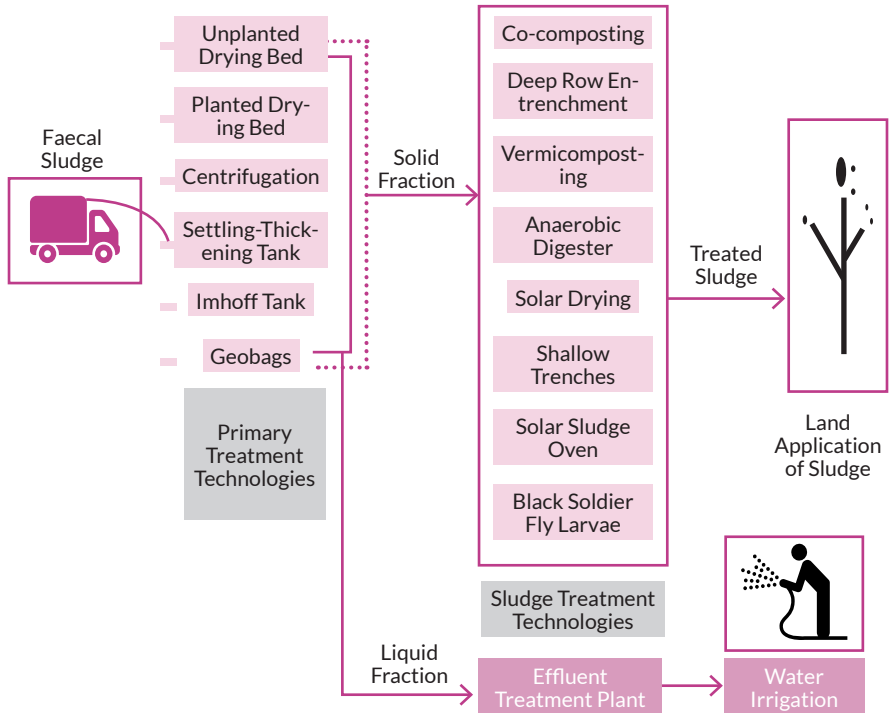 Faecal
Sludge
Unplanted
Drying Bed
Planted Dry-
ing Bed
Centrifugation
Settling-Thick-
ening Tank
Imhoff Tank
Geobags
Primary
Treatment
Technologies
Solid
Fraction
Co-composting
Deep Row En-
trenchment
Vermicompost-
ing
Anaerobic
Digester
Solar Drying
Shallow
Trenches
Solar Sludge
Oven
Black Soldier
Fly Larvae
Sludge Treatment
Technologies
Treated
Sludge
Land
Application
of Sludge
Liquid
Fraction
Effluent
Treatment Plant
Water
Irrigation